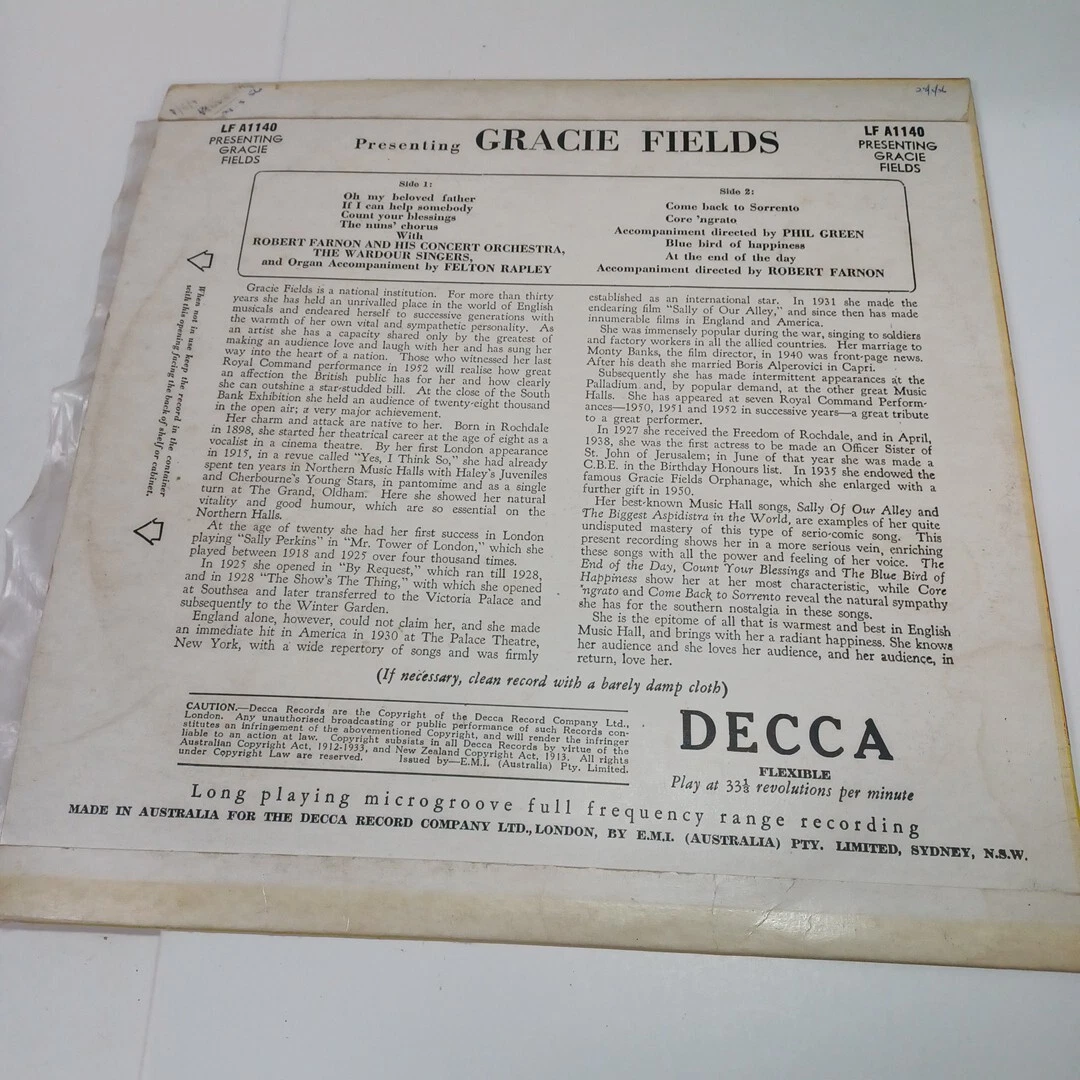 LF A1140
PRESENTING
GRACIE
FIELDS
Presenting GRACIE FIELDS
LF A1140
PRESENTING
GRACIE
FIELDS
Side 1:
Oh my beloved father
If I can help somebody
Count your blessings
The nuns' chorus
With
ROBERT FARNON AND HIS CONCERT ORCHESTRA,
THE WARDOUR SINGERS,
and Organ Accompaniment by FELTON RAPLEY
Side 2:
Come back to Sorrento
Core 'ngrato
Accompaniment directed by PHIL GREEN
Blue bird of happiness
At the end of the day
Accompaniment directed by ROBERT FARNON
When not in use keep the record in the container
with this opening facing the back of shelf or cabinet.
Gracie Fields is a national institution. For more than thirty
years she has held an unrivalled place in the world of English
musicals and endeared herself to successive generations with
the warmth of her own vital and sympathetic personality. As
an artist she has a capacity shared only by the greatest of
making an audience love and laugh with her and has sung her
way into the heart of a nation. Those who witnessed her last
Royal Command performance in 1952 will realise how great
an affection the British public has for her and how clearly
she can outshine a star-studded bill. At the close of the South
Bank Exhibition she held an audience of twenty-eight thousand
in the open air; a very major achievement.
Her charm and attack are native to her. Born in Rochdale
in 1898, she started her theatrical career at the age of eight as a
vocalist in a cinema theatre. By her first London appearance
in 1915, in a revue called "Yes, I Think So," she had already
spent ten years in Northern Music Halls with Haley's Juveniles
and Cherbourne's Young Stars, in pantomime and as a single
turn at The Grand, Oldham. Here she showed her natural
vitality and good humour, which are so essential on the
Northern Halls.
At the age of twenty she had her first success in London
playing "Sally Perkins" in "Mr. Tower of London," which she
played between 1918 and 1925 over four thousand times.
In 1925 she opened in "By Request," which ran till 1928,
and in 1928 "The Show's The Thing," with which she opened
at Southsea and later transferred to the Victoria Palace and
subsequently to the Winter Garden.
England alone, however, could not claim her, and she made
an immediate hit in America in 1930 at The Palace Theatre,
New York, with a wide repertory of songs and was firmly
established as an international star. In 1931 she made the
endearing film "Sally of Our Alley," and since then has made
innumerable films in England and America.
She was immensely popular during the war, singing to soldiers
and factory workers in all the allied countries. Her marriage to
Monty Banks, the film director, in 1940 was front-page news.
After his death she married Boris Alperovici in Capri.
Subsequently she has made intermittent appearances at the
Palladium and, by popular demand, at the other great Music
Halls. She has appeared at seven Royal Command Perform-
ances—1950, 1951 and 1952 in successive years—a great tribute
to a great performer.
In 1927 she received the Freedom of Rochdale, and in April,
1938, she was the first actress to be made an Officer Sister of
St. John of Jerusalem; in June of that year she was made a
C.B.E. in the Birthday Honours list. In 1935 she endowed the
famous Gracie Fields Orphanage, which she enlarged with a
further gift in 1950.
Her best-known Music Hall songs, Sally Of Our Alley and
The Biggest Aspidistra in the World, are examples of her quite
undisputed mastery of this type of serio-comic song. This
present recording shows her in a more serious vein, enriching
these songs with all the power and feeling of her voice. The
End of the Day, Count Your Blessings and The Blue Bird of
Happiness show her at her most characteristic, while Core
'ngrato and Come Back to Sorrento reveal the natural sympathy
she has for the southern nostalgia in these songs.
She is the epitome of all that is warmest and best in English
Music Hall, and brings with her a radiant happiness. She knows
her audience and she loves her audience, and her audience, in
return, love her.
(If necessary, clean record with a barely damp cloth)
CAUTION.—Decca Records are the Copyright of the Decca Record Company Ltd.,
London. Any unauthorised broadcasting or public performance of such Records con-
stitutes an infringement of the abovementioned Copyright, and will render the infringer
liable to an action at law. Copyright subsists in all Decca Records by virtue of the
Australian Copyright Act, 1912-1933, and New Zealand Copyright Act, 1913. All rights
under Copyright Law are reserved. Issued by—E.M.I. (Australia) Pty. Limited.
DECCA
FLEXIBLE
Play at 33⅓ revolutions per minute
Long playing microgroove full frequency range recording
MADE IN AUSTRALIA FOR THE DECCA RECORD COMPANY LTD., LONDON, BY E.M.I. (AUSTRALIA) PTY. LIMITED, SYDNEY, N.S.W.